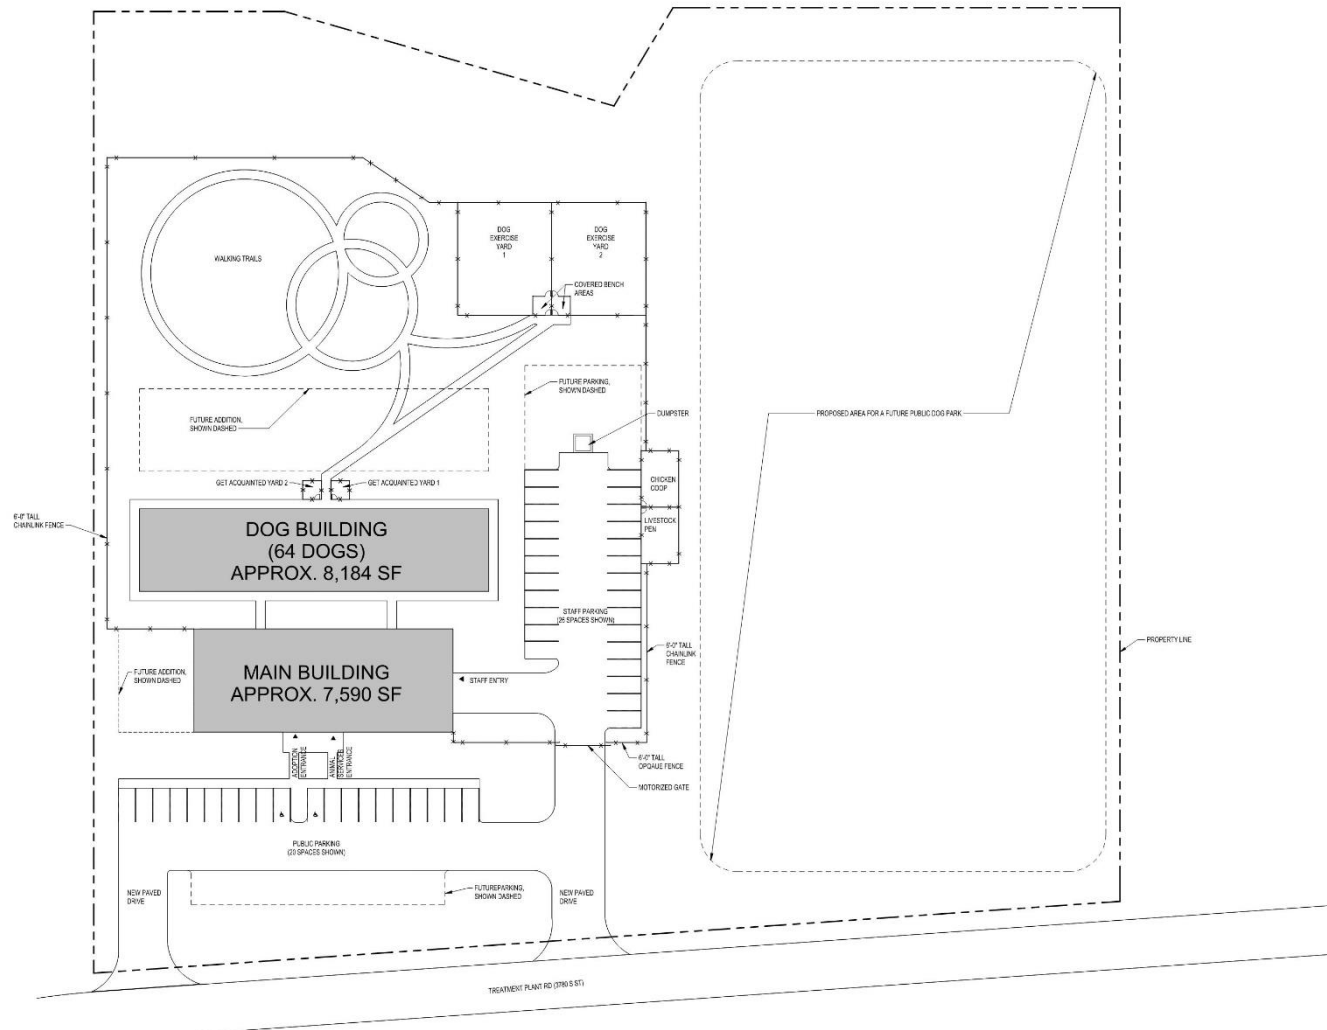 WALKING TRAILS
DOG
EXERCISE
YARD
1
DOG
EXERCISE
YARD
2
COVERED BENCH
AREAS
FUTURE PARKING,
SHOWN DASHED
DUMPSTER
PROPOSED AREA FOR A FUTURE PUBLIC DOG PARK
FUTURE ADDITION,
SHOWN DASHED
GET ACQUAINTED YARD 2
GET ACQUAINTED YARD 1
CHICKEN
COOP
LIVESTOCK
PEN
6'-0" TALL
CHAINLINK FENCE
DOG BUILDING
(64 DOGS)
APPROX. 8,184 SF
STAFF PARKING
(26 SPACES SHOWN)
6'-0" TALL
CHAINLINK
FENCE
PROPERTY LINE
FUTURE ADDITION,
SHOWN DASHED
MAIN BUILDING
APPROX. 7,590 SF
STAFF ENTRY
ADOPTION
ENTRANCE
ANIMAL
SERVICES
ENTRANCE
6'-0" TALL
OPQAUE FENCE
MOTORIZED GATE
PUBLIC PARKING
(20 SPACES SHOWN)
NEW PAVED
DRIVE
FUTUREPARKING,
SHOWN DASHED
NEW PAVED
DRIVE
TREATMENT PLANT RD (3780 S ST)